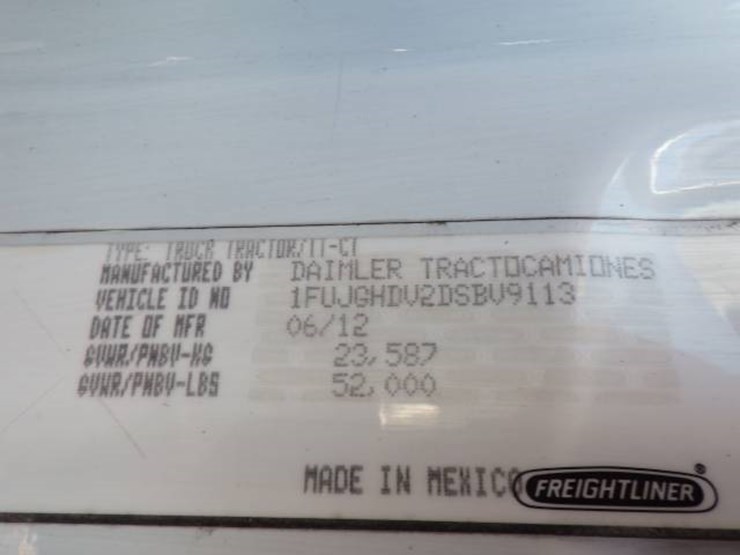 TYPE: TRUCK TRACTOR/TT-CT
MANUFACTURED BY DAIMLER TRACTOCAMIONES
VEHICLE ID NO 1FUJGHDV2DSBV9113
DATE OF MFR 06/12
GVWR/PNBV-KG 23,587
GVWR/PNBV-LBS 52,000
MADE IN MEXICO FREIGHTLINER®